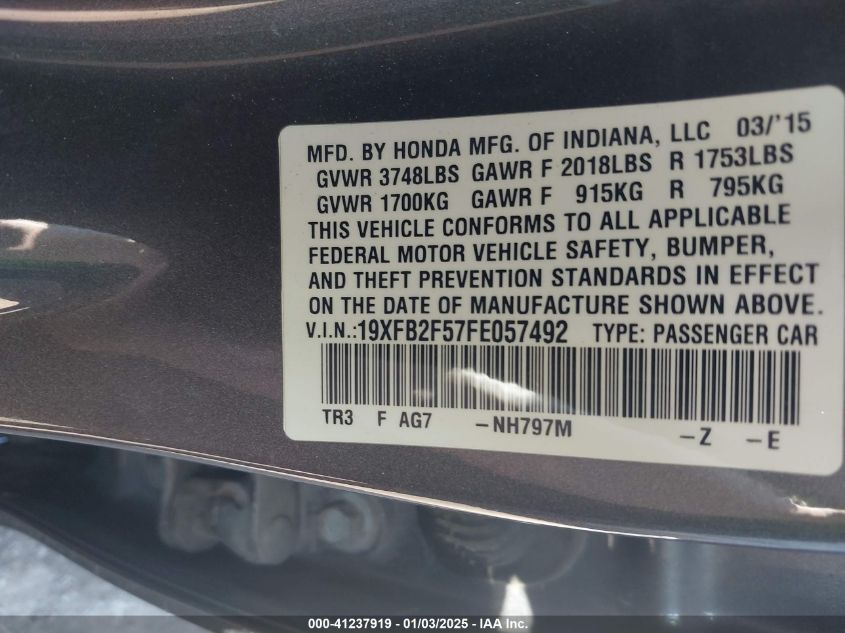 MFD. BY HONDA MFG. OF INDIANA, LLC 03/'15
GVWR 3748LBS GAWR F 2018LBS R 1753LBS
GVWR 1700KG GAWR F 915KG R 795KG
THIS VEHICLE CONFORMS TO ALL APPLICABLE
FEDERAL MOTOR VEHICLE SAFETY, BUMPER,
AND THEFT PREVENTION STANDARDS IN EFFECT
ON THE DATE OF MANUFACTURE SHOWN ABOVE.
V.I.N.:19XFB2F57FE057492 TYPE: PASSENGER CAR
TR3 F AG7 -NH797M -Z -E
000-41237919 - 01/03/2025 - IAA Inc.